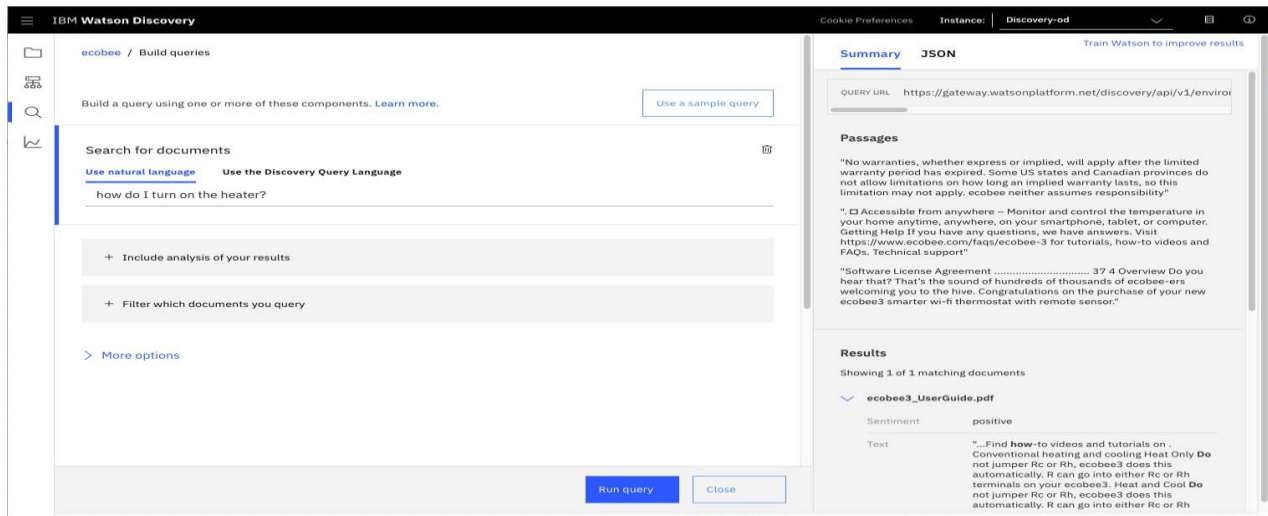 IBM Watson Discovery
Cookie Preferences
Instance:
Discovery-od
ecobee / Build queries
Build a query using one or more of these components. Learn more.
Use a sample query
Search for documents
Use natural language
Use the Discovery Query Language
how do I turn on the heater?
+ Include analysis of your results
+ Filter which documents you query
> More options
Run query
Close
Train Watson to improve results
Summary
JSON
QUERY URL https://gateway.watsonplatform.net/discovery/api/v1/enviro
Passages
"No warranties, whether express or implied, will apply after the limited
warranty period has expired. Some US states and Canadian provinces do
not allow limitations on how long an implied warranty lasts, so this
limitation may not apply. ecobee neither assumes responsibility"
". □ Accessible from anywhere – Monitor and control the temperature in
your home anytime, anywhere, on your smartphone, tablet, or computer.
Getting Help If you have any questions, we have answers. Visit
https://www.ecobee.com/faqs/ecobee-3 for tutorials, how-to videos and
FAQs. Technical support"
"Software License Agreement ................................ 37 4 Overview Do you
hear that? That's the sound of hundreds of thousands of ecobee-ers
welcoming you to the hive. Congratulations on the purchase of your new
ecobee3 smarter wi-fi thermostat with remote sensor."
Results
Showing 1 of 1 matching documents
ecobee3_UserGuide.pdf
Sentiment
positive
Text
"...Find how-to videos and tutorials on .
Conventional heating and cooling Heat Only Do
not jumper Rc or Rh, ecobee3 does this
automatically. R can go into either Rc or Rh
terminals on your ecobee3. Heat and Cool Do
not jumper Rc or Rh, ecobee3 does this
automatically. R can go into either Rc or Rh